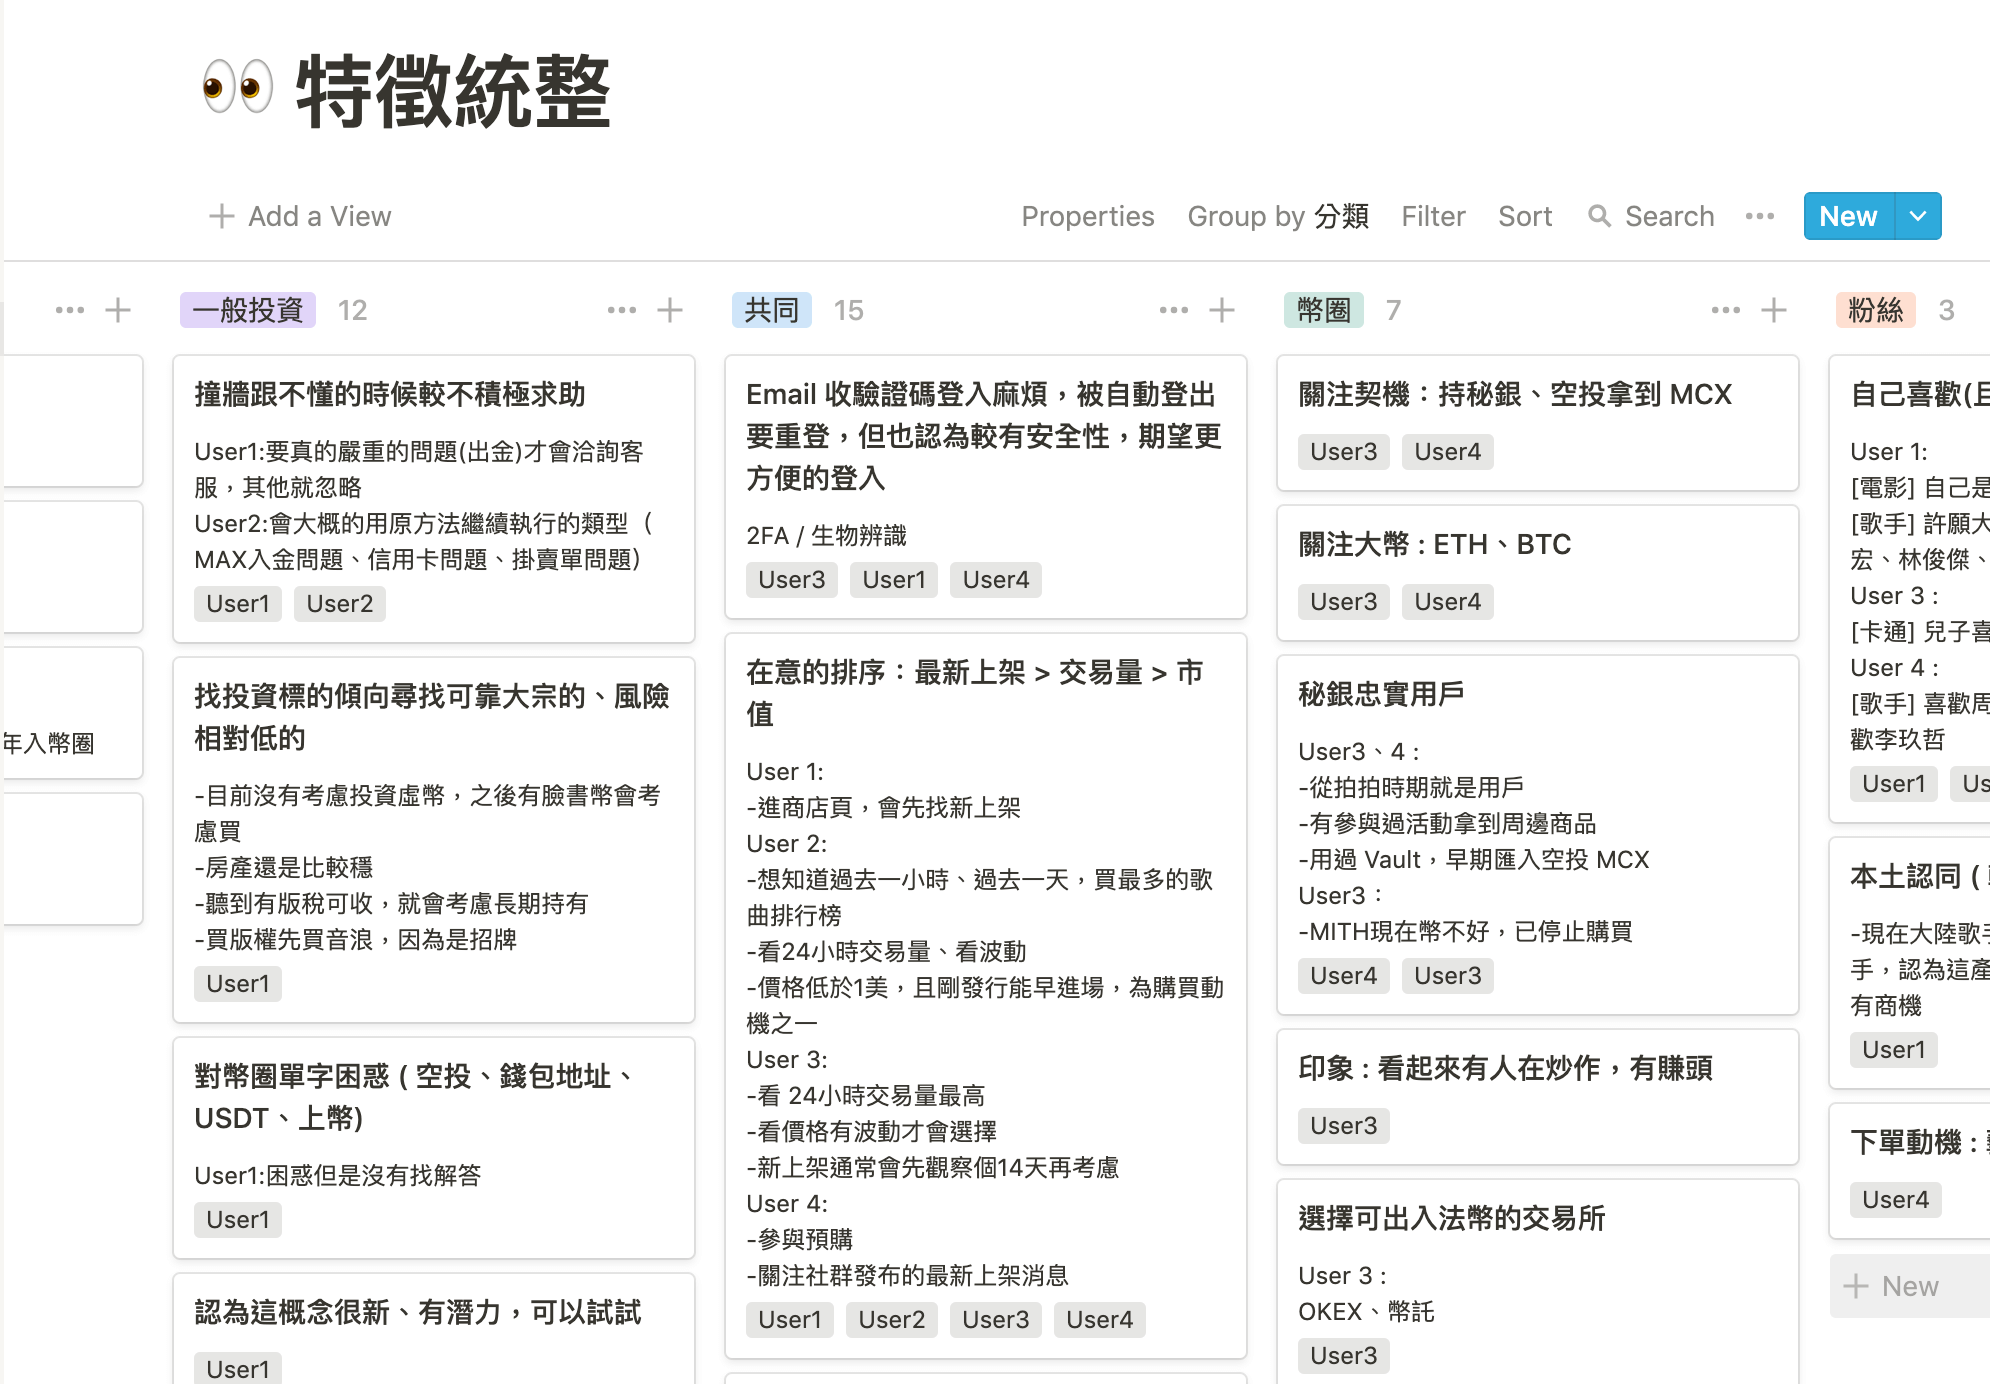 👀 特徵統整
Add a View
Properties Group by 分類 Filter Sort Search New
年入幣圈
一般投資 12
撞牆跟不懂的時候較不積極求助
User1:要真的嚴重的問題(出金)才會洽詢客
服，其他就忽略
User2:會大概的用原方法繼續執行的類型（
MAX入金問題、信用卡問題、掛賣單問題）
User1 User2
找投資標的傾向尋找可靠大宗的、風險
相對低的
-目前沒有考慮投資虛幣，之後有臉書幣會考
慮買
-房產還是比較穩
-聽到有版稅可收，就會考慮長期持有
-買版權先買音浪，因為是招牌
User1
對幣圈單字困惑 ( 空投、錢包地址、
USDT、上幣)
User1:困惑但是沒有找解答
User1
認為這概念很新、有潛力，可以試試
User1
共同 15
Email 收驗證碼登入麻煩，被自動登出
要重登，但也認為較有安全性，期望更
方便的登入
2FA / 生物辨識
User3 User1 User4
在意的排序：最新上架 > 交易量 > 市
值
User 1:
-進商店頁，會先找新上架
User 2:
-想知道過去一小時、過去一天，買最多的歌
曲排行榜
-看24小時交易量、看波動
-價格低於1美，且剛發行能早進場，為購買動
機之一
User 3:
-看 24小時交易量最高
-看價格有波動才會選擇
-新上架通常會先觀察個14天再考慮
User 4:
-參與預購
-關注社群發布的最新上架消息
User1 User2 User3 User4
幣圈 7
關注契機：持秘銀、空投拿到 MCX
User3 User4
關注大幣 : ETH、BTC
User3 User4
秘銀忠實用戶
User3、4 :
-從拍拍時期就是用戶
-有參與過活動拿到周邊商品
-用過 Vault，早期匯入空投 MCX
User3：
-MITH現在幣不好，已停止購買
User4 User3
印象 : 看起來有人在炒作，有賺頭
User3
選擇可出入法幣的交易所
User 3 :
OKEX、幣託
User3
粉絲 3
自己喜歡(且
User 1:
[電影] 自己是
[歌手] 許願大
宏、林俊傑、
User 3 :
[卡通] 兒子喜
User 4 :
[歌手] 喜歡周
歡李玖哲
User1 Us
本土認同 (
-現在大陸歌手
手，認為這產
有商機
User1
下單動機 :
User4
New